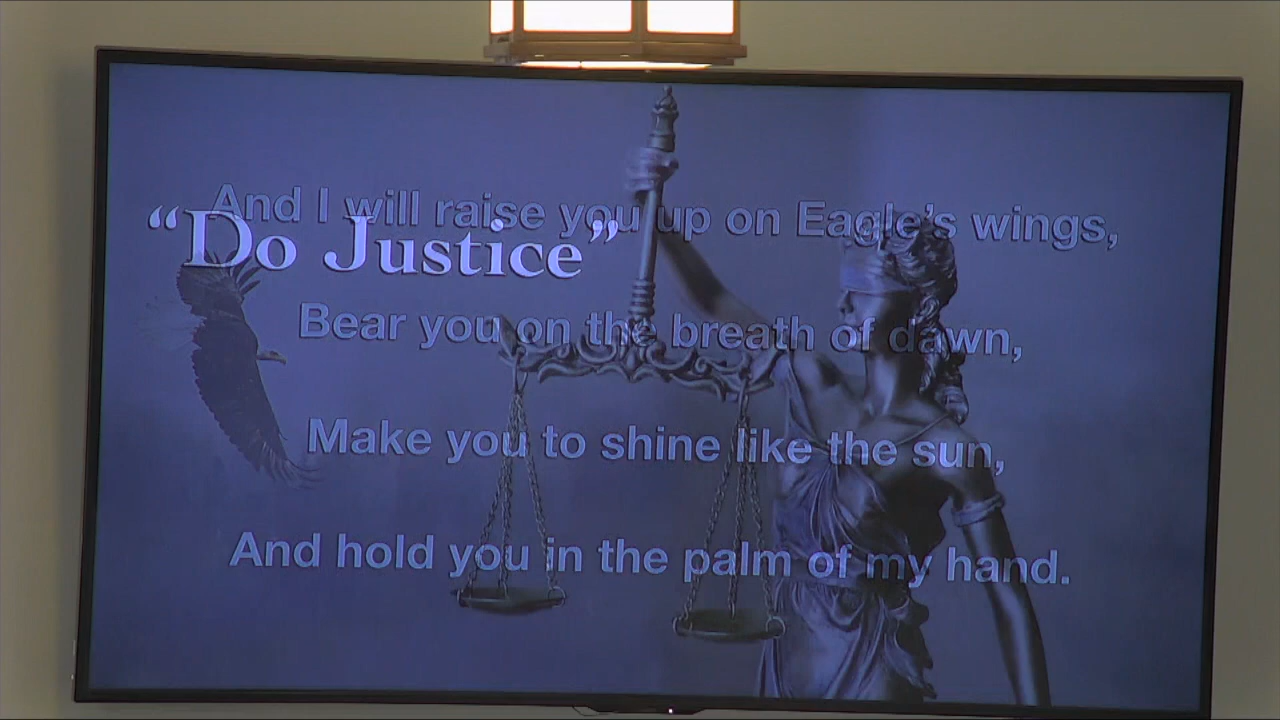 And I will raise you up on Eagle's wings,
“Do Justice”
Bear you on the breath of dawn,
Make you to shine like the sun,
And hold you in the palm of my hand.